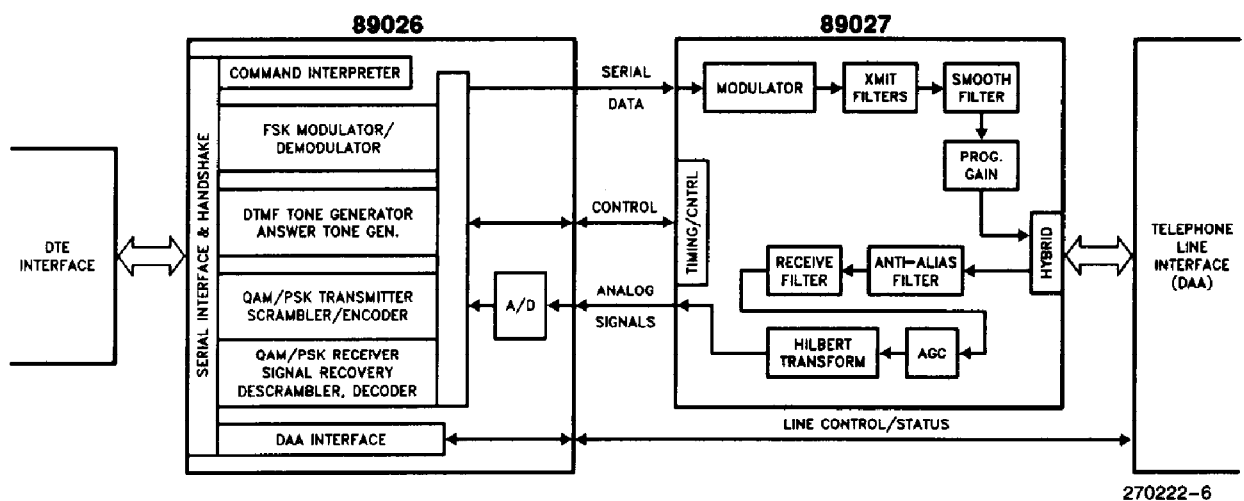 89026
89027
COMMAND INTERPRETER
FSK MODULATOR/
DEMODULATOR
DTMF TONE GENERATOR
ANSWER TONE GEN.
QAM/PSK TRANSMITTER
SCRAMBLER/ENCODER
QAM/PSK RECEIVER
SIGNAL RECOVERY
DESCRAMBLER, DECODER
DAA INTERFACE
SERIAL INTERFACE & HANDSHAKE
DTE
INTERFACE
A/D
SERIAL
DATA
CONTROL
ANALOG
SIGNALS
TIMING/CNTRL
MODULATOR
XMIT
FILTERS
SMOOTH
FILTER
PROG.
GAIN
HYBRID
RECEIVE
FILTER
ANTI-ALIAS
FILTER
HILBERT
TRANSFORM
AGC
LINE CONTROL/STATUS
TELEPHONE
LINE
INTERFACE
(DAA)
270222-6